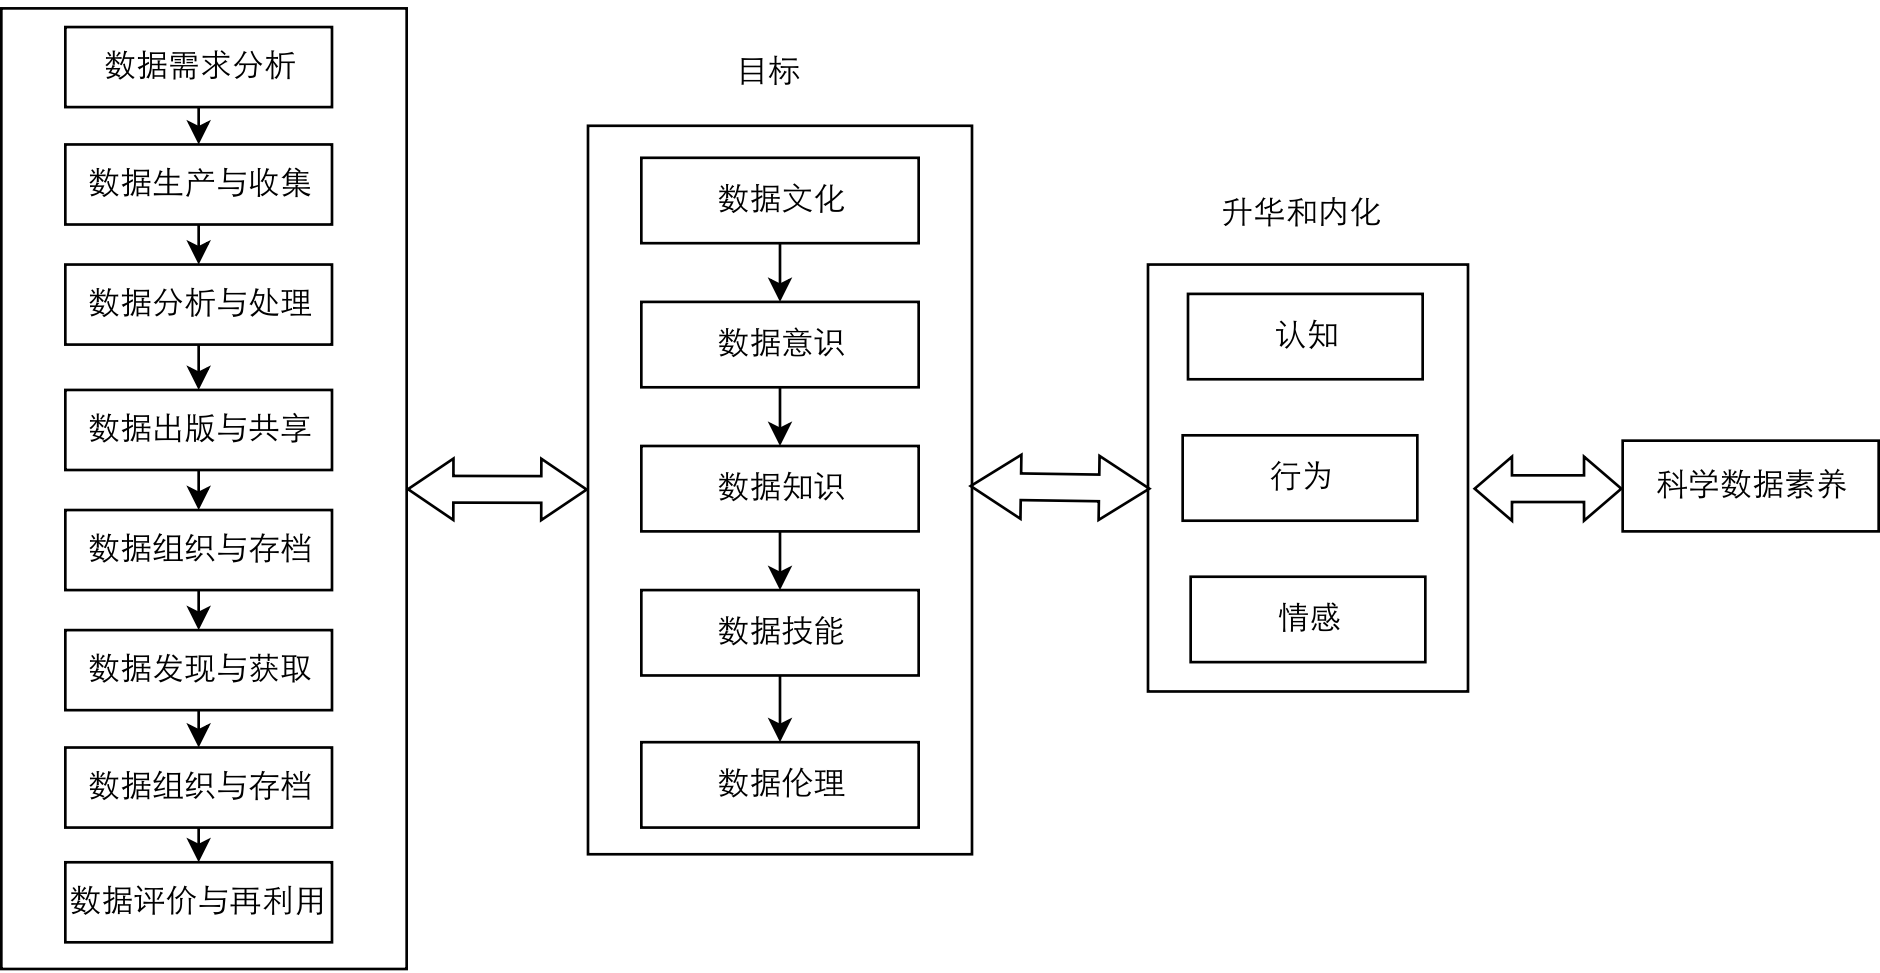 数据需求分析
数据生产与收集
数据分析与处理
数据出版与共享
数据组织与存档
数据发现与获取
数据组织与存档
数据评价与再利用
目标
数据文化
数据意识
数据知识
数据技能
数据伦理
升华和内化
认知
行为
情感
科学数据素养